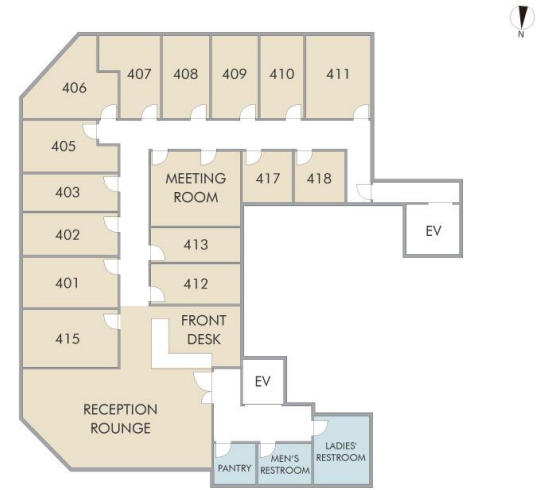 N
406
407
408
409
410
411
405
MEETING
ROOM
417
418
403
402
413
EV
401
412
415
FRONT
DESK
EV
RECEPTION
ROUNGE
PANTRY
MEN'S
RESTROOM
LADIES'
RESTROOM